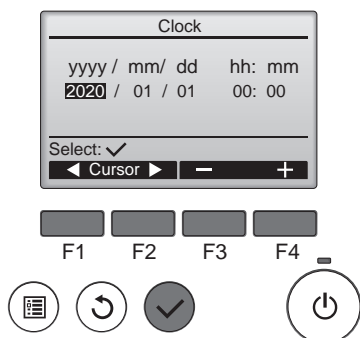 Clock
yyyy / mm/ dd hh: mm
2020 / 01 / 01 00: 00
Select: ✓
◀ Cursor ▶ − +
F1 F2 F3 F4